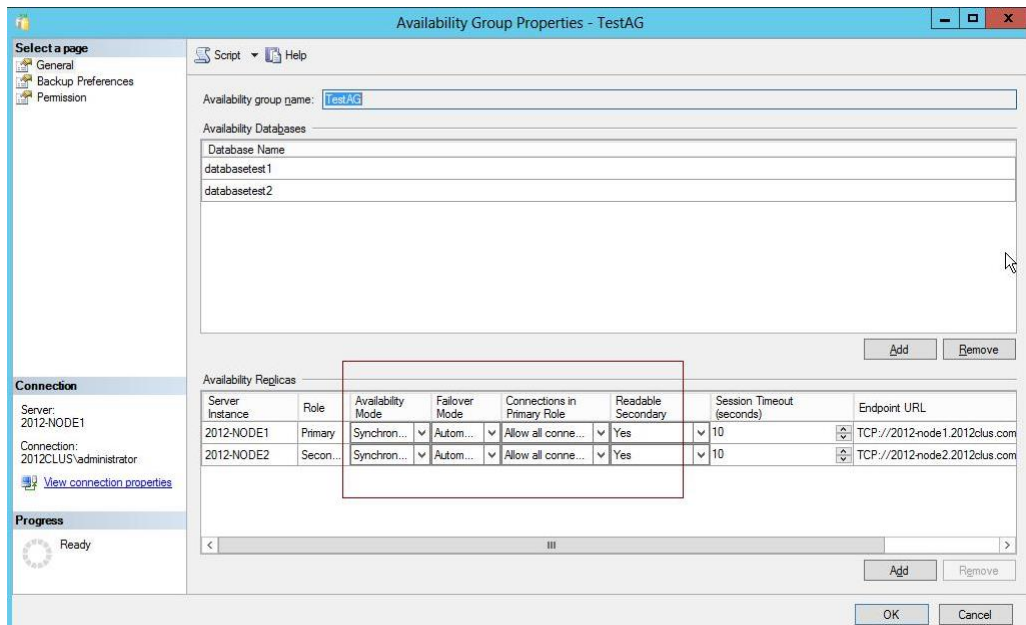 Availability Group Properties - TestAG
Select a page
General
Backup Preferences
Permission
Script Help
Availability group name: TestAG
Availability Databases
Database Name
databasetest1
databasetest2
Add Remove
Availability Replicas
Server Instance Role Availability Mode Failover Mode Connections in Primary Role Readable Secondary Session Timeout (seconds) Endpoint URL
2012-NODE1 Primary Synchron... Autom... Allow all conne... Yes 10 TCP://2012-node1.2012clus.com
2012-NODE2 Secon... Synchron... Autom... Allow all conne... Yes 10 TCP://2012-node2.2012clus.com
Add Remove
Connection
Server:
2012-NODE1
Connection:
2012CLUS\administrator
View connection properties
Progress
Ready
OK Cancel